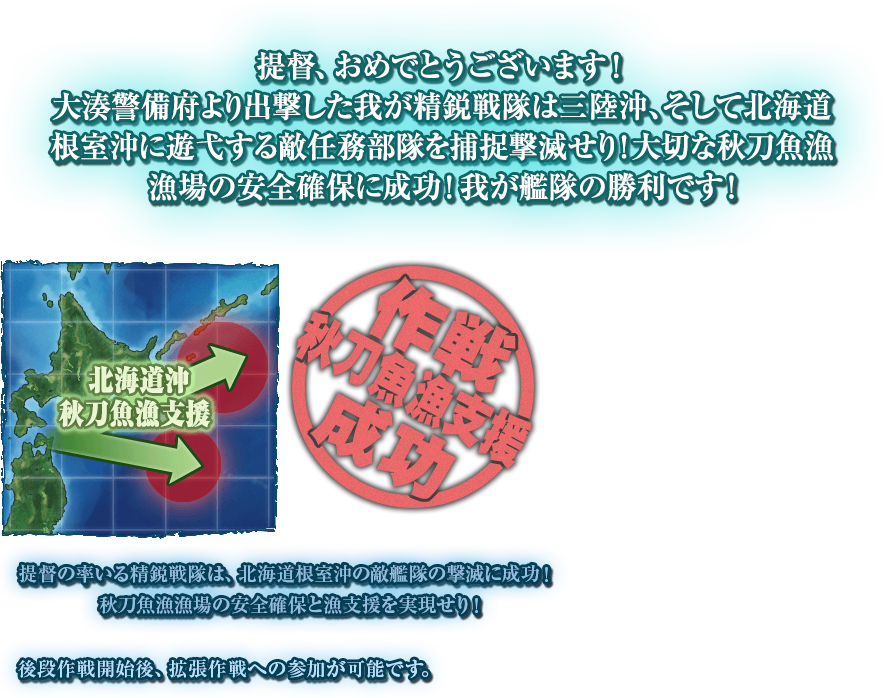 提督、おめでとうございます!
大湊警備府より出撃した我が精鋭戦隊は三陸沖、そして北海道
根室沖に遊弋する敵任務部隊を捕捉撃滅せり!大切な秋刀魚漁
漁場の安全確保に成功!我が艦隊の勝利です!
北海道沖
秋刀魚漁支援
作戦
秋刀魚漁支援
成功
提督の率いる精鋭戦隊は、北海道根室沖の敵艦隊の撃滅に成功!
秋刀魚漁漁場の安全確保と漁支援を実現せり!
後段作戦開始後、拡張作戦への参加が可能です。